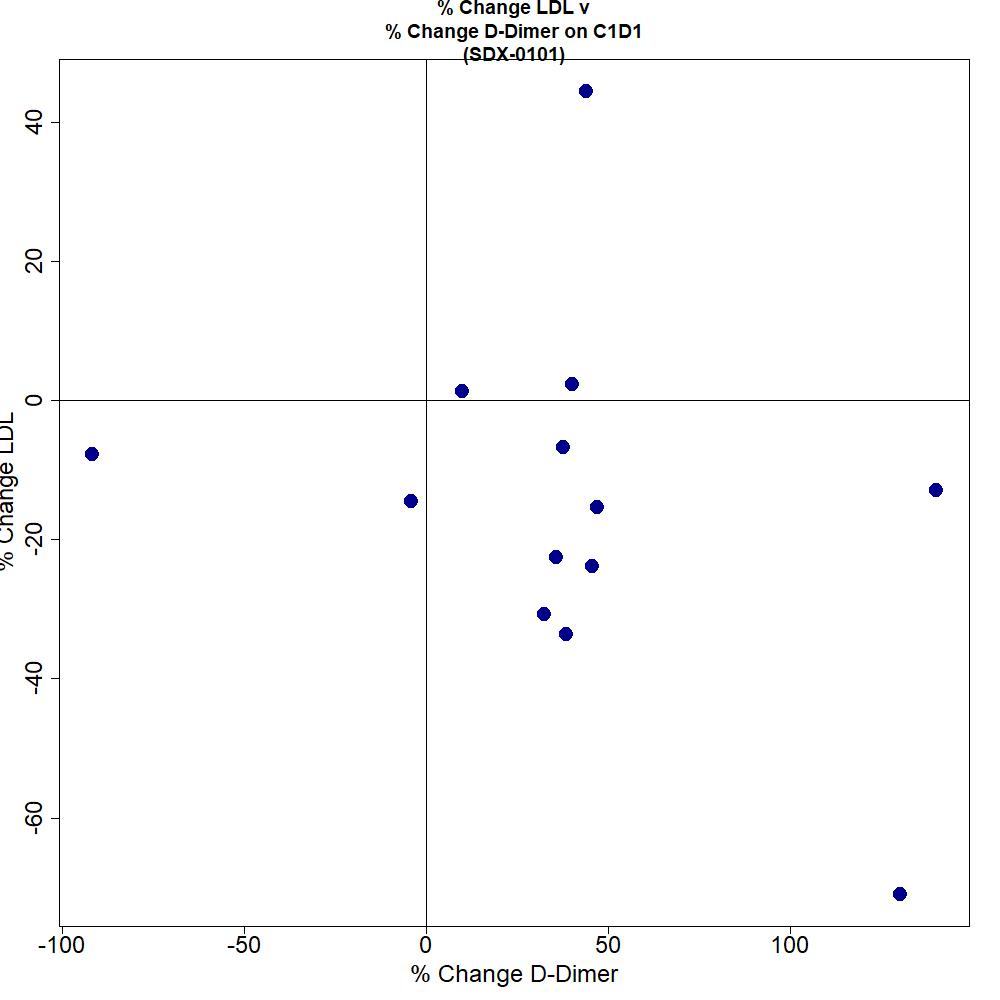 % Change LDL v
% Change D-Dimer on C1D1
(SDX-0101)
40
20
0
-20
-40
-60
% Change LDL
-100
-50
0
50
100
% Change D-Dimer